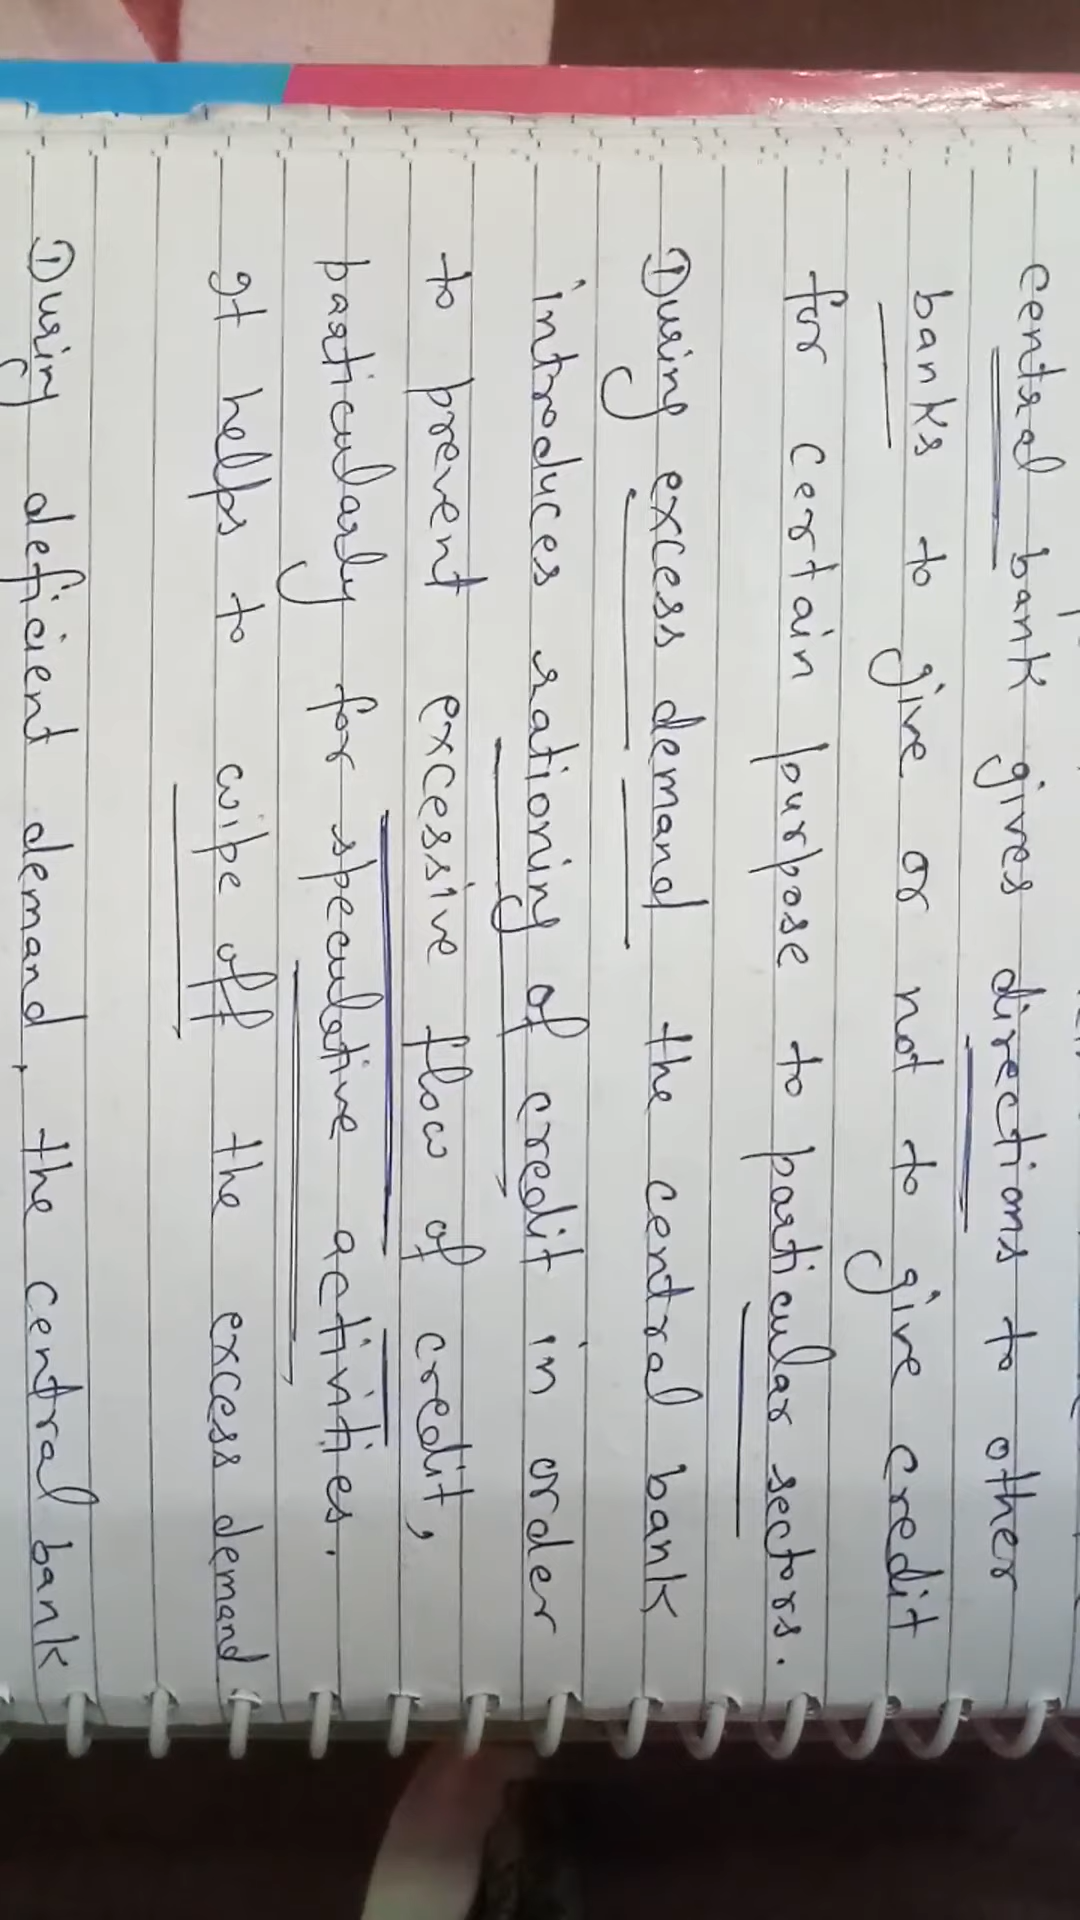 central bank gives directions to other
banks to give or not to give credit
for certain purpose to particular sectors.
During excess demand the central bank
introduces rationing of credit in order
to prevent excessive flow of credit,
particularly for speculative activities.
It helps to wipe off the excess demand
During deficient demand, the central bank